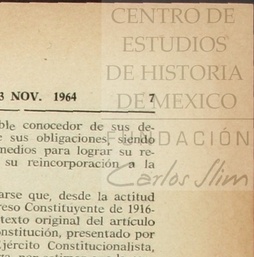 CENTRO DE
ESTUDIOS
DE HISTORIA
DE MEXICO
FUNDACIÓN
Carlos Slim
3 NOV. 1964 7
ble conocedor de sus de-
e sus obligaciones, siendo
medios para lograr su re-
su reincorporación a la
arse que, desde la actitud
reso Constituyente de 1916-
texto original del artículo
nstitución, presentado por
Ejército Constitucionalista,